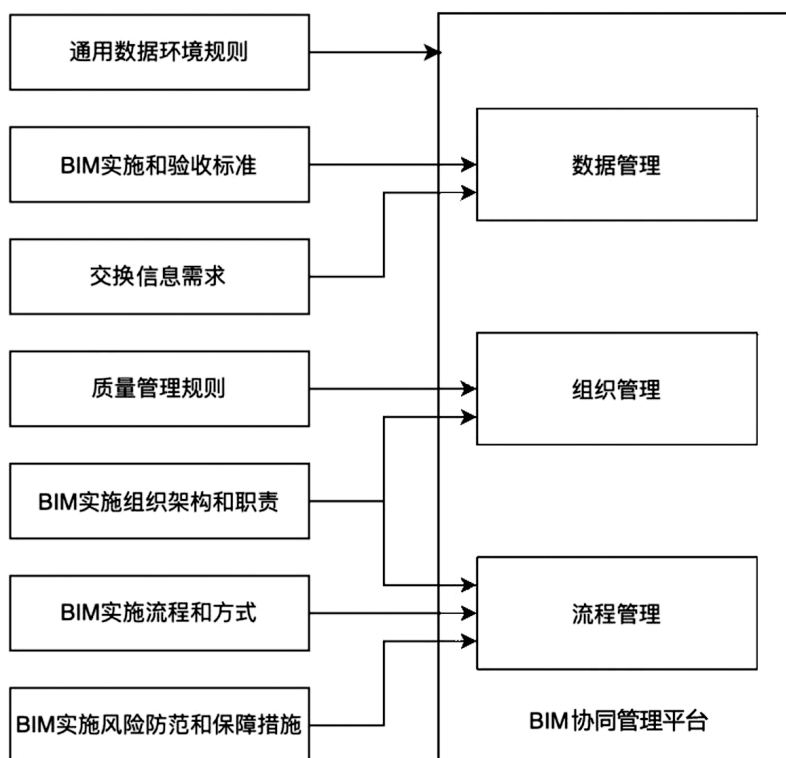 通用数据环境规则
BIM实施和验收标准
数据管理
交换信息需求
质量管理规则
组织管理
BIM实施组织架构和职责
BIM实施流程和方式
流程管理
BIM实施风险防范和保障措施
BIM协同管理平台